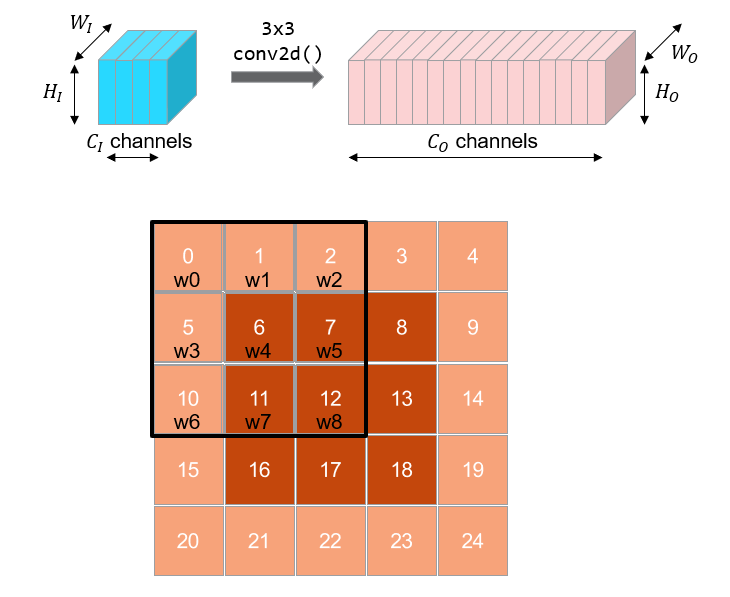 W_I
3x3
conv2d()
H_I
W_O
H_O
C_I channels
C_O channels
0 1 2 3 4
w0 w1 w2
5 6 7 8 9
w3 w4 w5
10 11 12 13 14
w6 w7 w8
15 16 17 18 19
20 21 22 23 24